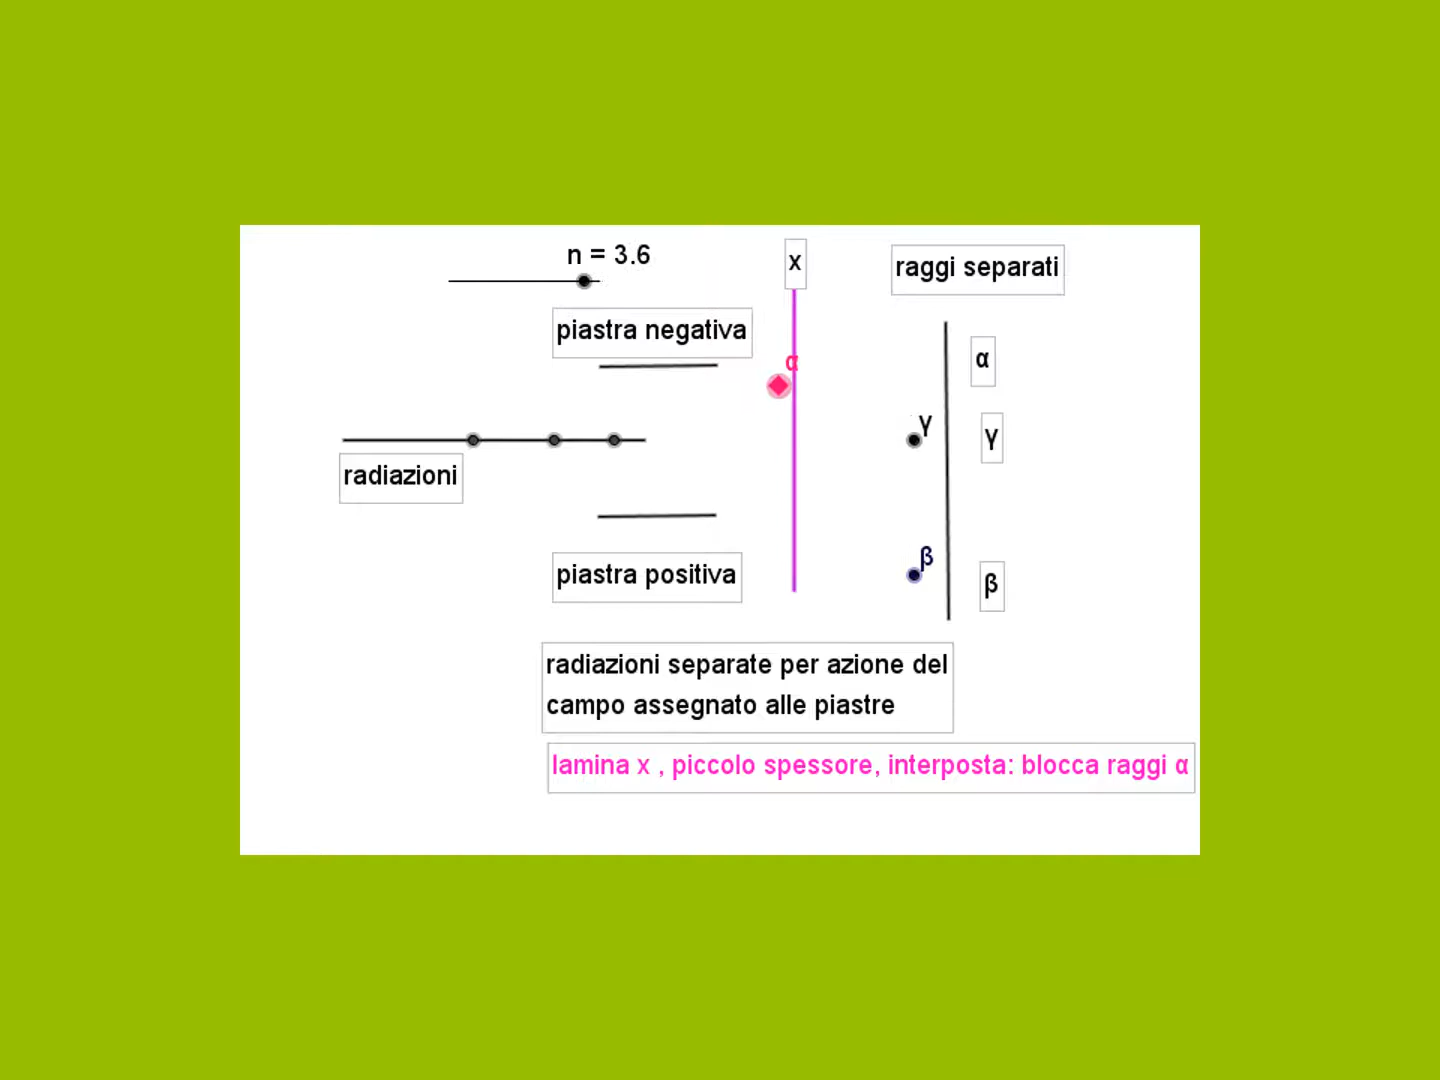 n = 3.6
x
raggi separati
piastra negativa
α
α
γ
γ
radiazioni
β
piastra positiva
β
radiazioni separate per azione del
campo assegnato alle piastre
lamina x , piccolo spessore, interposta: blocca raggi α